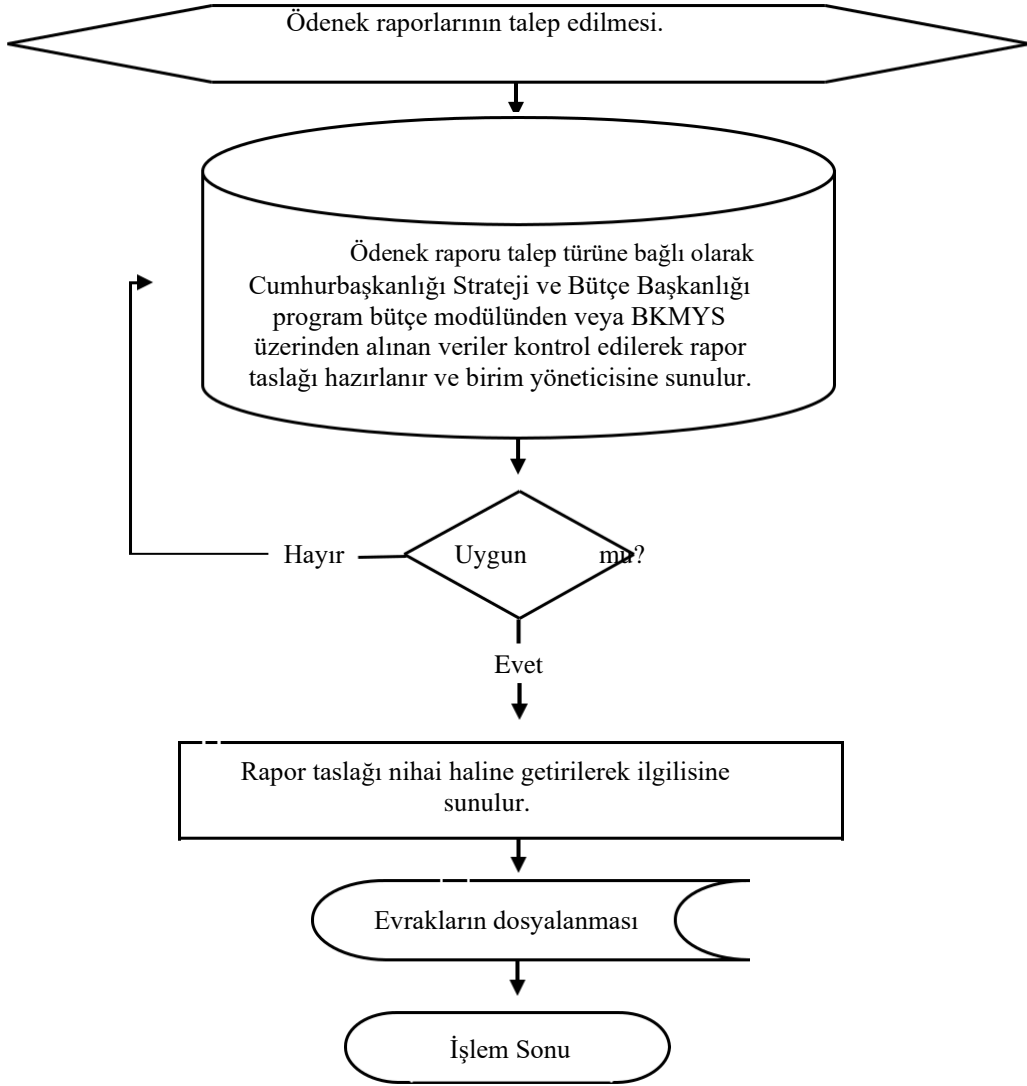 Ödenek raporlarının talep edilmesi.
Ödenek raporu talep türüne bağlı olarak
Cumhurbaşkanlığı Strateji ve Bütçe Başkanlığı
program bütçe modülünden veya BKMYS
üzerinden alınan veriler kontrol edilerek rapor
taslağı hazırlanır ve birim yöneticisine sunulur.
Hayır
Uygun mu?
Evet
Rapor taslağı nihai haline getirilerek ilgilisine
sunulur.
Evrakların dosyalanması
İşlem Sonu